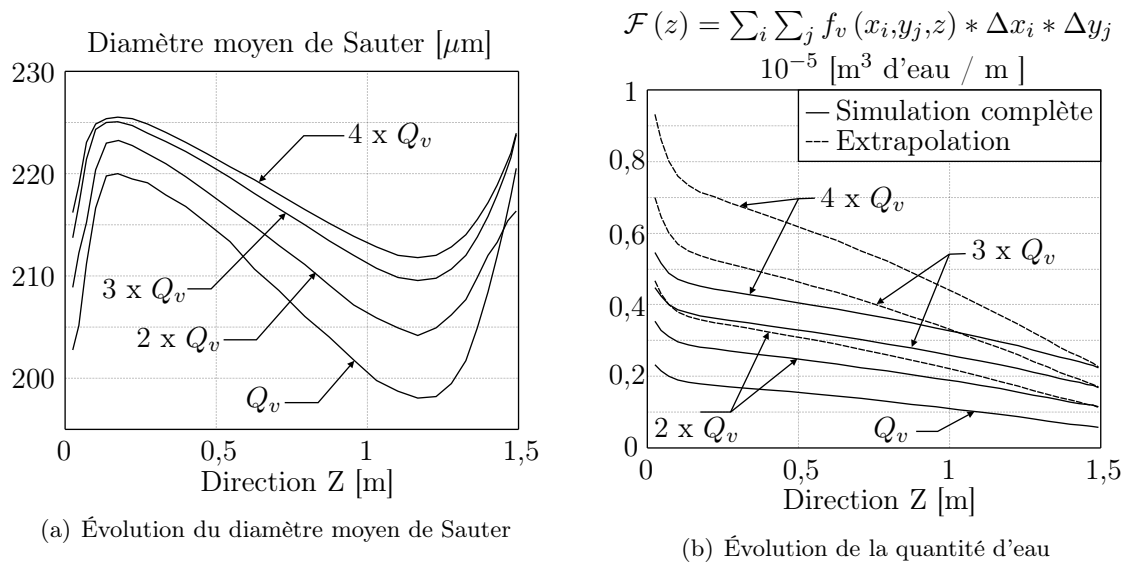 Diamètre moyen de Sauter [μm]
230
220
210
200
0
0,5
1
1,5
4 x Q_v
3 x Q_v
2 x Q_v
Q_v
Direction Z [m]
(a) Évolution du diamètre moyen de Sauter
F (z) = ∑_i ∑_j f_v (x_i,y_j,z) * Δx_i * Δy_j
10^{-5} [m^3 d'eau / m ]
1
0,8
0,6
0,4
0,2
0
0
0,5
1
1,5
Simulation complète
Extrapolation
4 x Q_v
3 x Q_v
2 x Q_v
Q_v
Direction Z [m]
(b) Évolution de la quantité d'eau